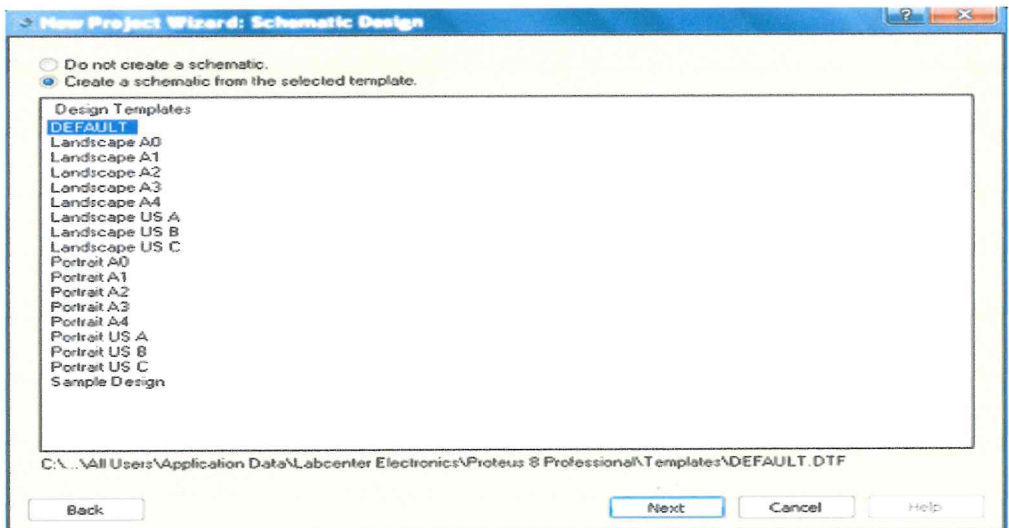 New Project Wizard: Schematic Design
?
Do not create a schematic.
Create a schematic from the selected template.
Design Templates
DEFAULT
Landscape A0
Landscape A1
Landscape A2
Landscape A3
Landscape A4
Landscape US A
Landscape US B
Landscape US C
Portrait A0
Portrait A1
Portrait A2
Portrait A3
Portrait A4
Portrait US A
Portrait US B
Portrait US C
Sample Design
C:\...\All Users\Application Data\Labcenter Electronics\Proteus 8 Professional\Templates\DEFAULT.DTF
Back
Next
Cancel
Help